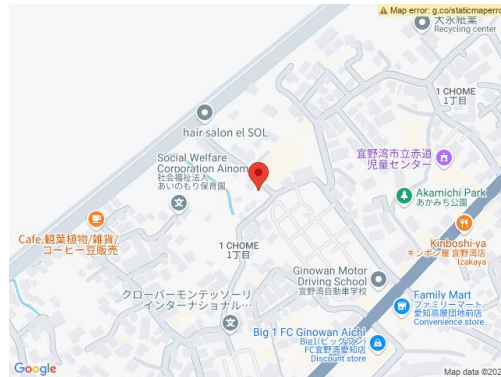 Map error: g.co/staticmaperro
大永紙業
Recycling center
1 CHOME
1丁目
hair salon el SOL
宜野湾市立赤道
児童センター
Social Welfare
Corporation Ainom
社会福祉法人
あいのもり保育園
Akamichi Park
あかみち公園
Cafe.観葉植物/雑貨/
コーヒー豆販売
Kinboshi-ya
キンボシ屋 宜野湾店
Izakaya
1 CHOME
1丁目
Ginowan Motor
Driving School
宜野湾自動車学校
クローバーモンテッソーリ
インターナショナル...
Family Mart
ファミリーマート
愛知高層団地前店
Convenience store
Big 1 FC Ginowan Aichi
Big1(ビッグワン)
FC宜野湾愛知店
Discount store
Google
Map data ©202